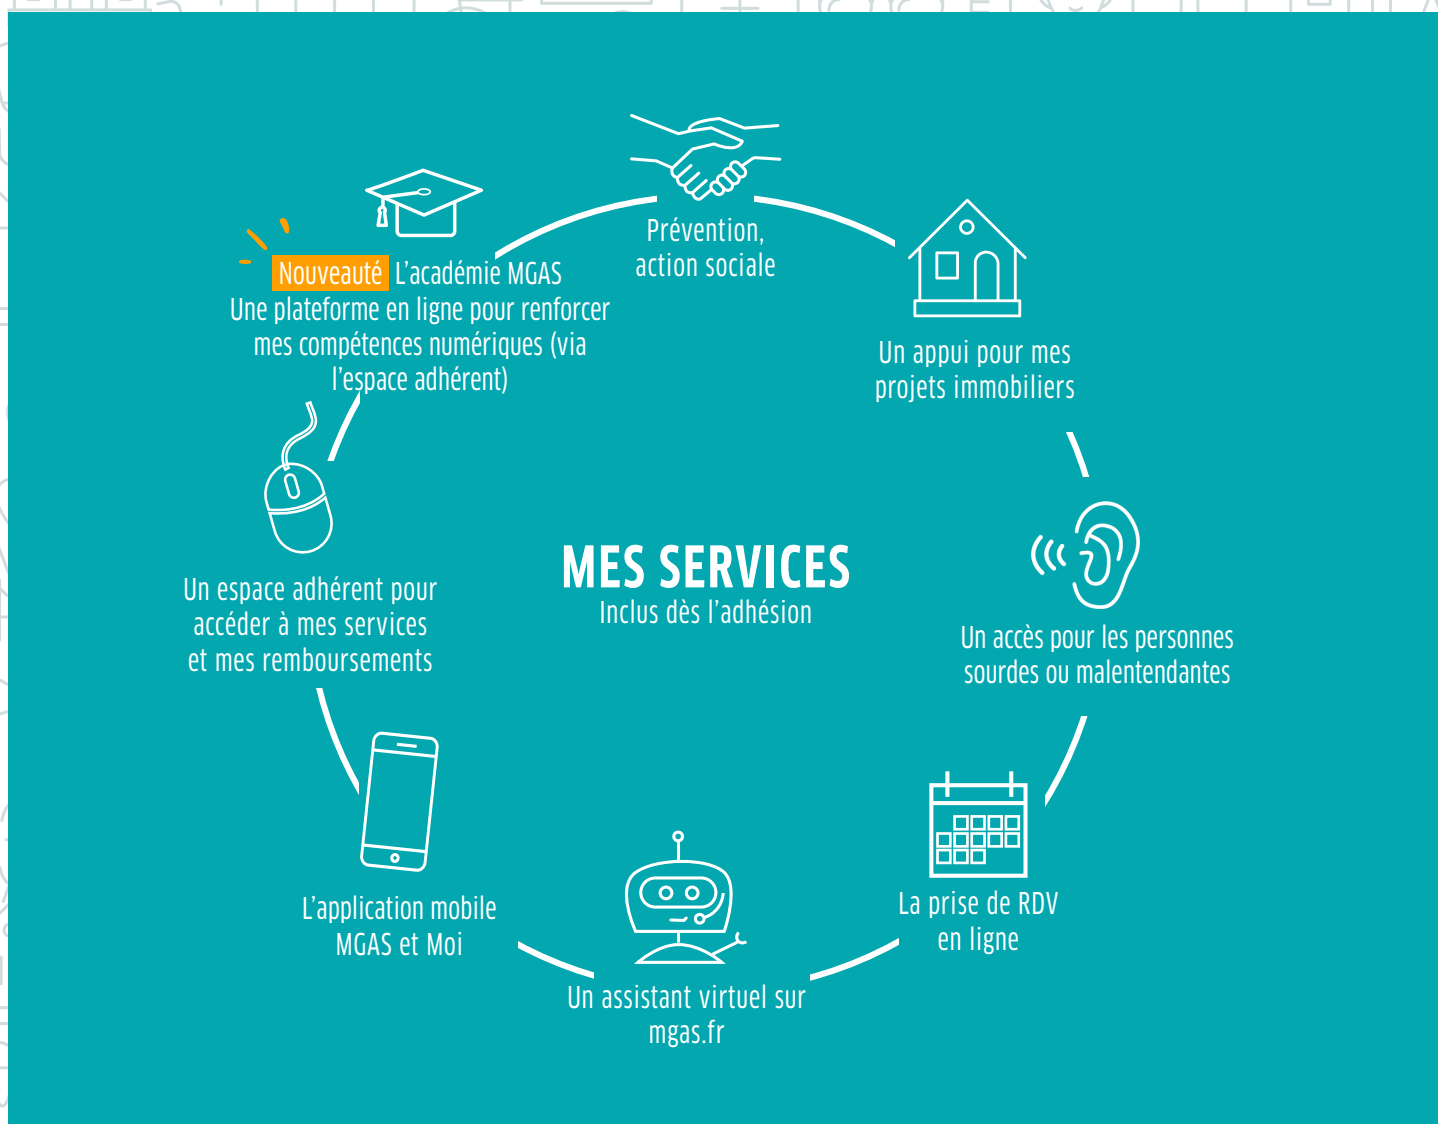 Prévention,
action sociale
Nouveauté L'académie MGAS
Une plateforme en ligne pour renforcer
mes compétences numériques (via
l'espace adhérent)
Un appui pour mes
projets immobiliers
MES SERVICES
Inclus dès l'adhésion
Un espace adhérent pour
accéder à mes services
et mes remboursements
Un accès pour les personnes
sourdes ou malentendantes
L'application mobile
MGAS et Moi
La prise de RDV
en ligne
Un assistant virtuel sur
mgas.fr